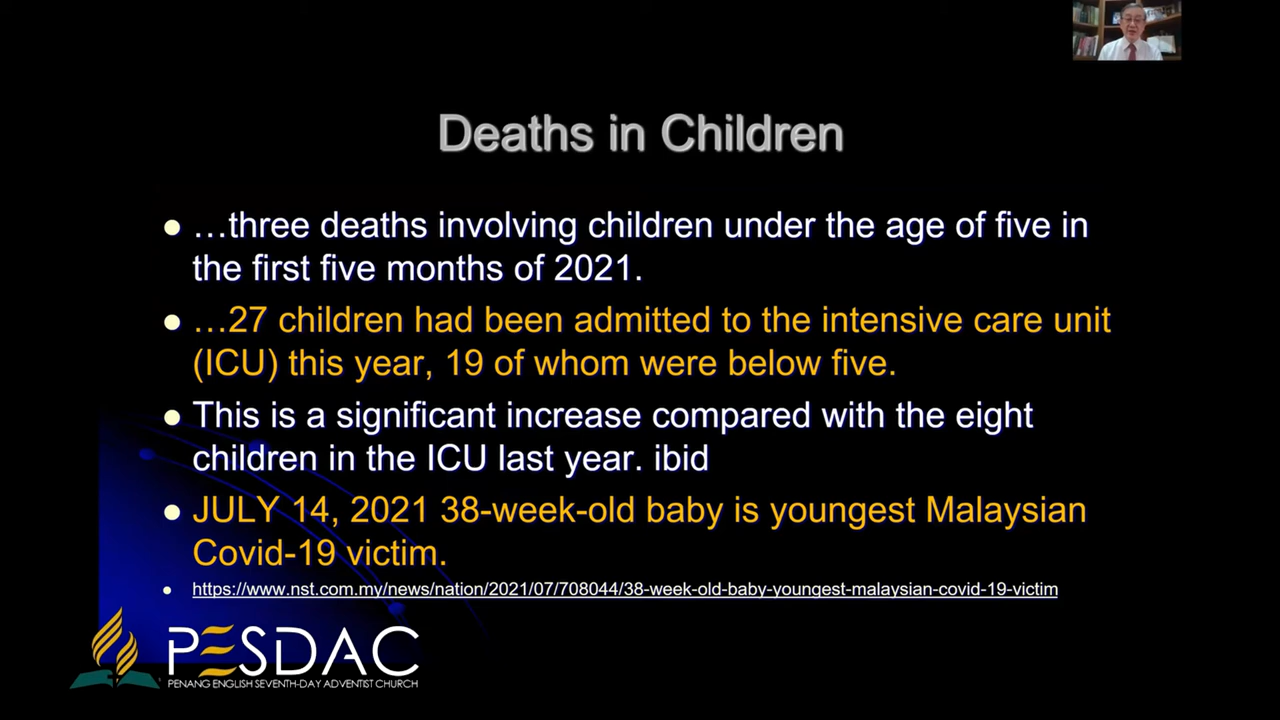 Deaths in Children
● …three deaths involving children under the age of five in
the first five months of 2021.
● …27 children had been admitted to the intensive care unit
(ICU) this year, 19 of whom were below five.
● This is a significant increase compared with the eight
children in the ICU last year. ibid
● JULY 14, 2021 38-week-old baby is youngest Malaysian
Covid-19 victim.
● https://www.nst.com.my/news/nation/2021/07/708044/38-week-old-baby-youngest-malaysian-covid-19-victim
PESDAC
PENANG ENGLISH SEVENTH-DAY ADVENTIST CHURCH